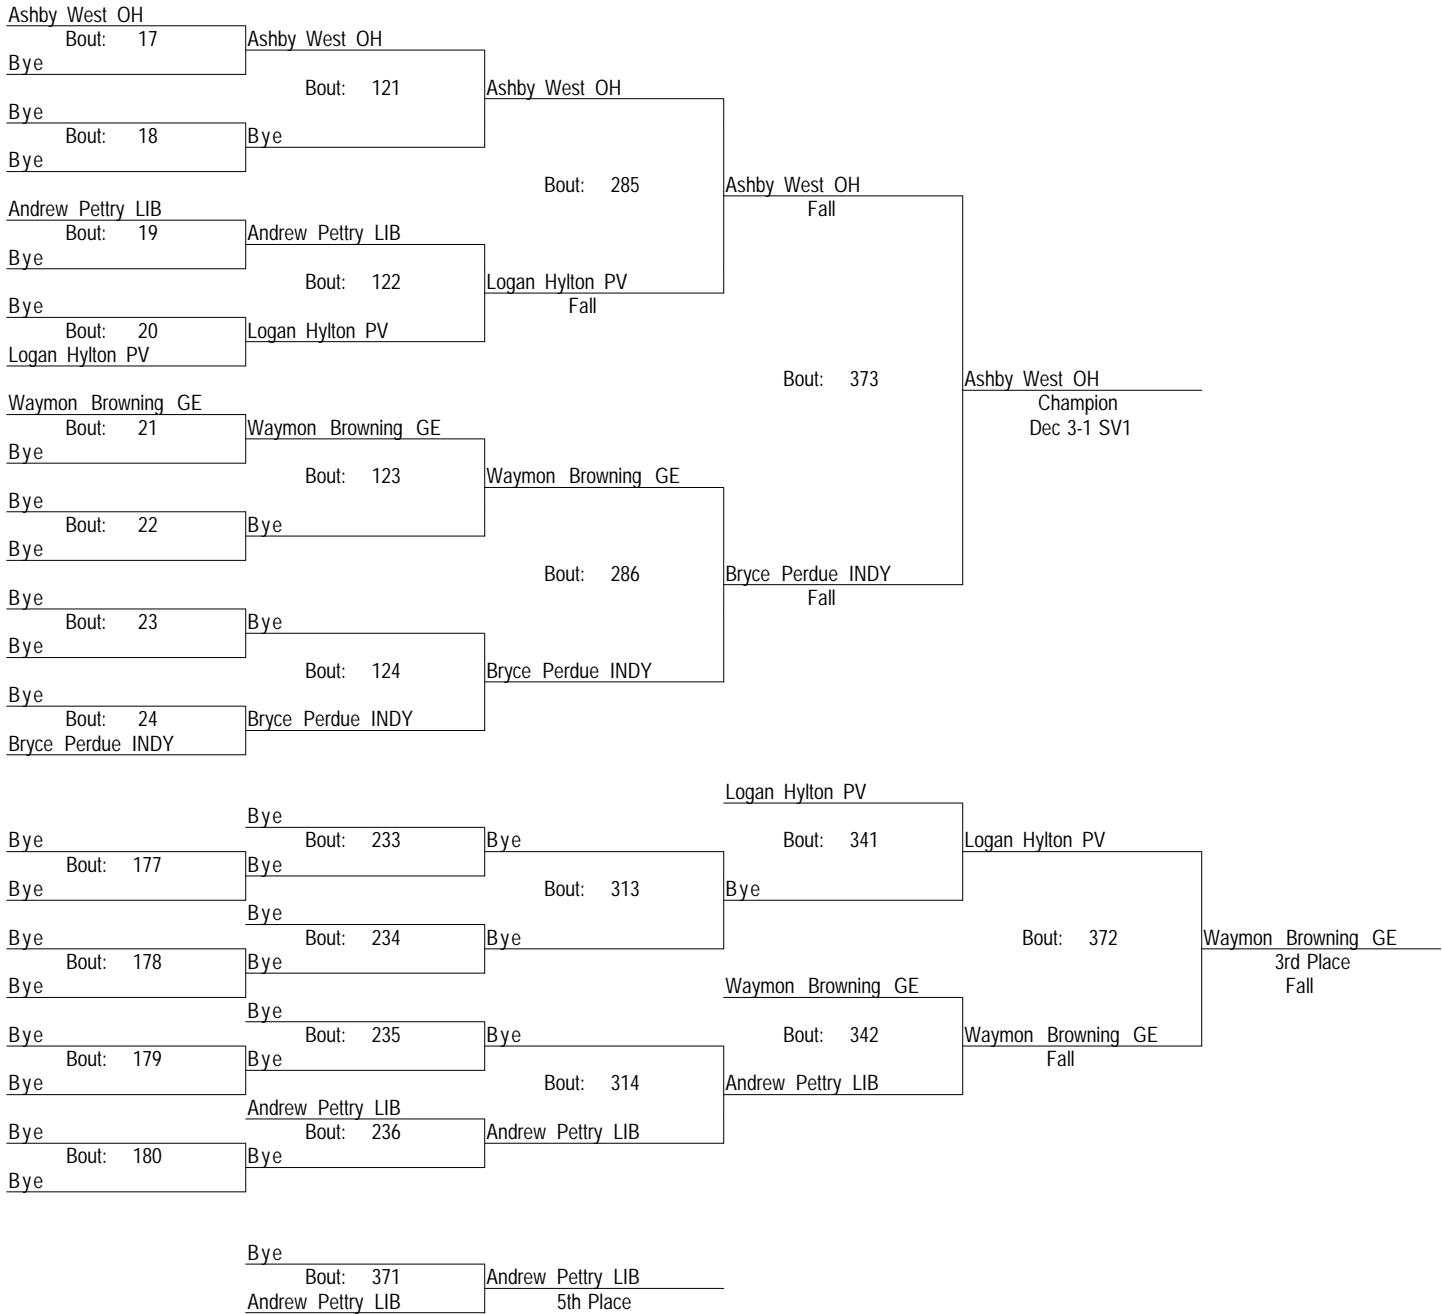 Ashby West OH
Bout: 17 Ashby West OH
Bye
Bout: 121 Ashby West OH
Bye
Bout: 18 Bye
Bye
Bout: 285 Ashby West OH
Fall
Andrew Pettry LIB
Bout: 19 Andrew Pettry LIB
Bye
Bout: 122 Logan Hylton PV
Fall
Bye
Bout: 20 Logan Hylton PV
Logan Hylton PV
Bout: 373 Ashby West OH
Champion
Dec 3-1 SV1
Waymon Browning GE
Bout: 21 Waymon Browning GE
Bye
Bout: 123 Waymon Browning GE
Bye
Bout: 22 Bye
Bye
Bout: 286 Bryce Perdue INDY
Fall
Bye
Bout: 23 Bye
Bye
Bout: 124 Bryce Perdue INDY
Bye
Bout: 24 Bryce Perdue INDY
Bryce Perdue INDY
Logan Hylton PV
Bye
Bye Bout: 233 Bye Bout: 341 Logan Hylton PV
Bout: 177 Bye
Bye Bout: 313 Bye
Bye
Bye Bout: 234 Bye Bout: 372 Waymon Browning GE
Bout: 178 Bye 3rd Place
Bye Waymon Browning GE Fall
Bye
Bye Bout: 235 Bye Bout: 342 Waymon Browning GE
Bout: 179 Bye Fall
Bye Bout: 314 Andrew Pettry LIB
Andrew Pettry LIB
Bye Bout: 236 Andrew Pettry LIB
Bout: 180 Bye
Bye
Bye
Bout: 371 Andrew Pettry LIB
Andrew Pettry LIB 5th Place